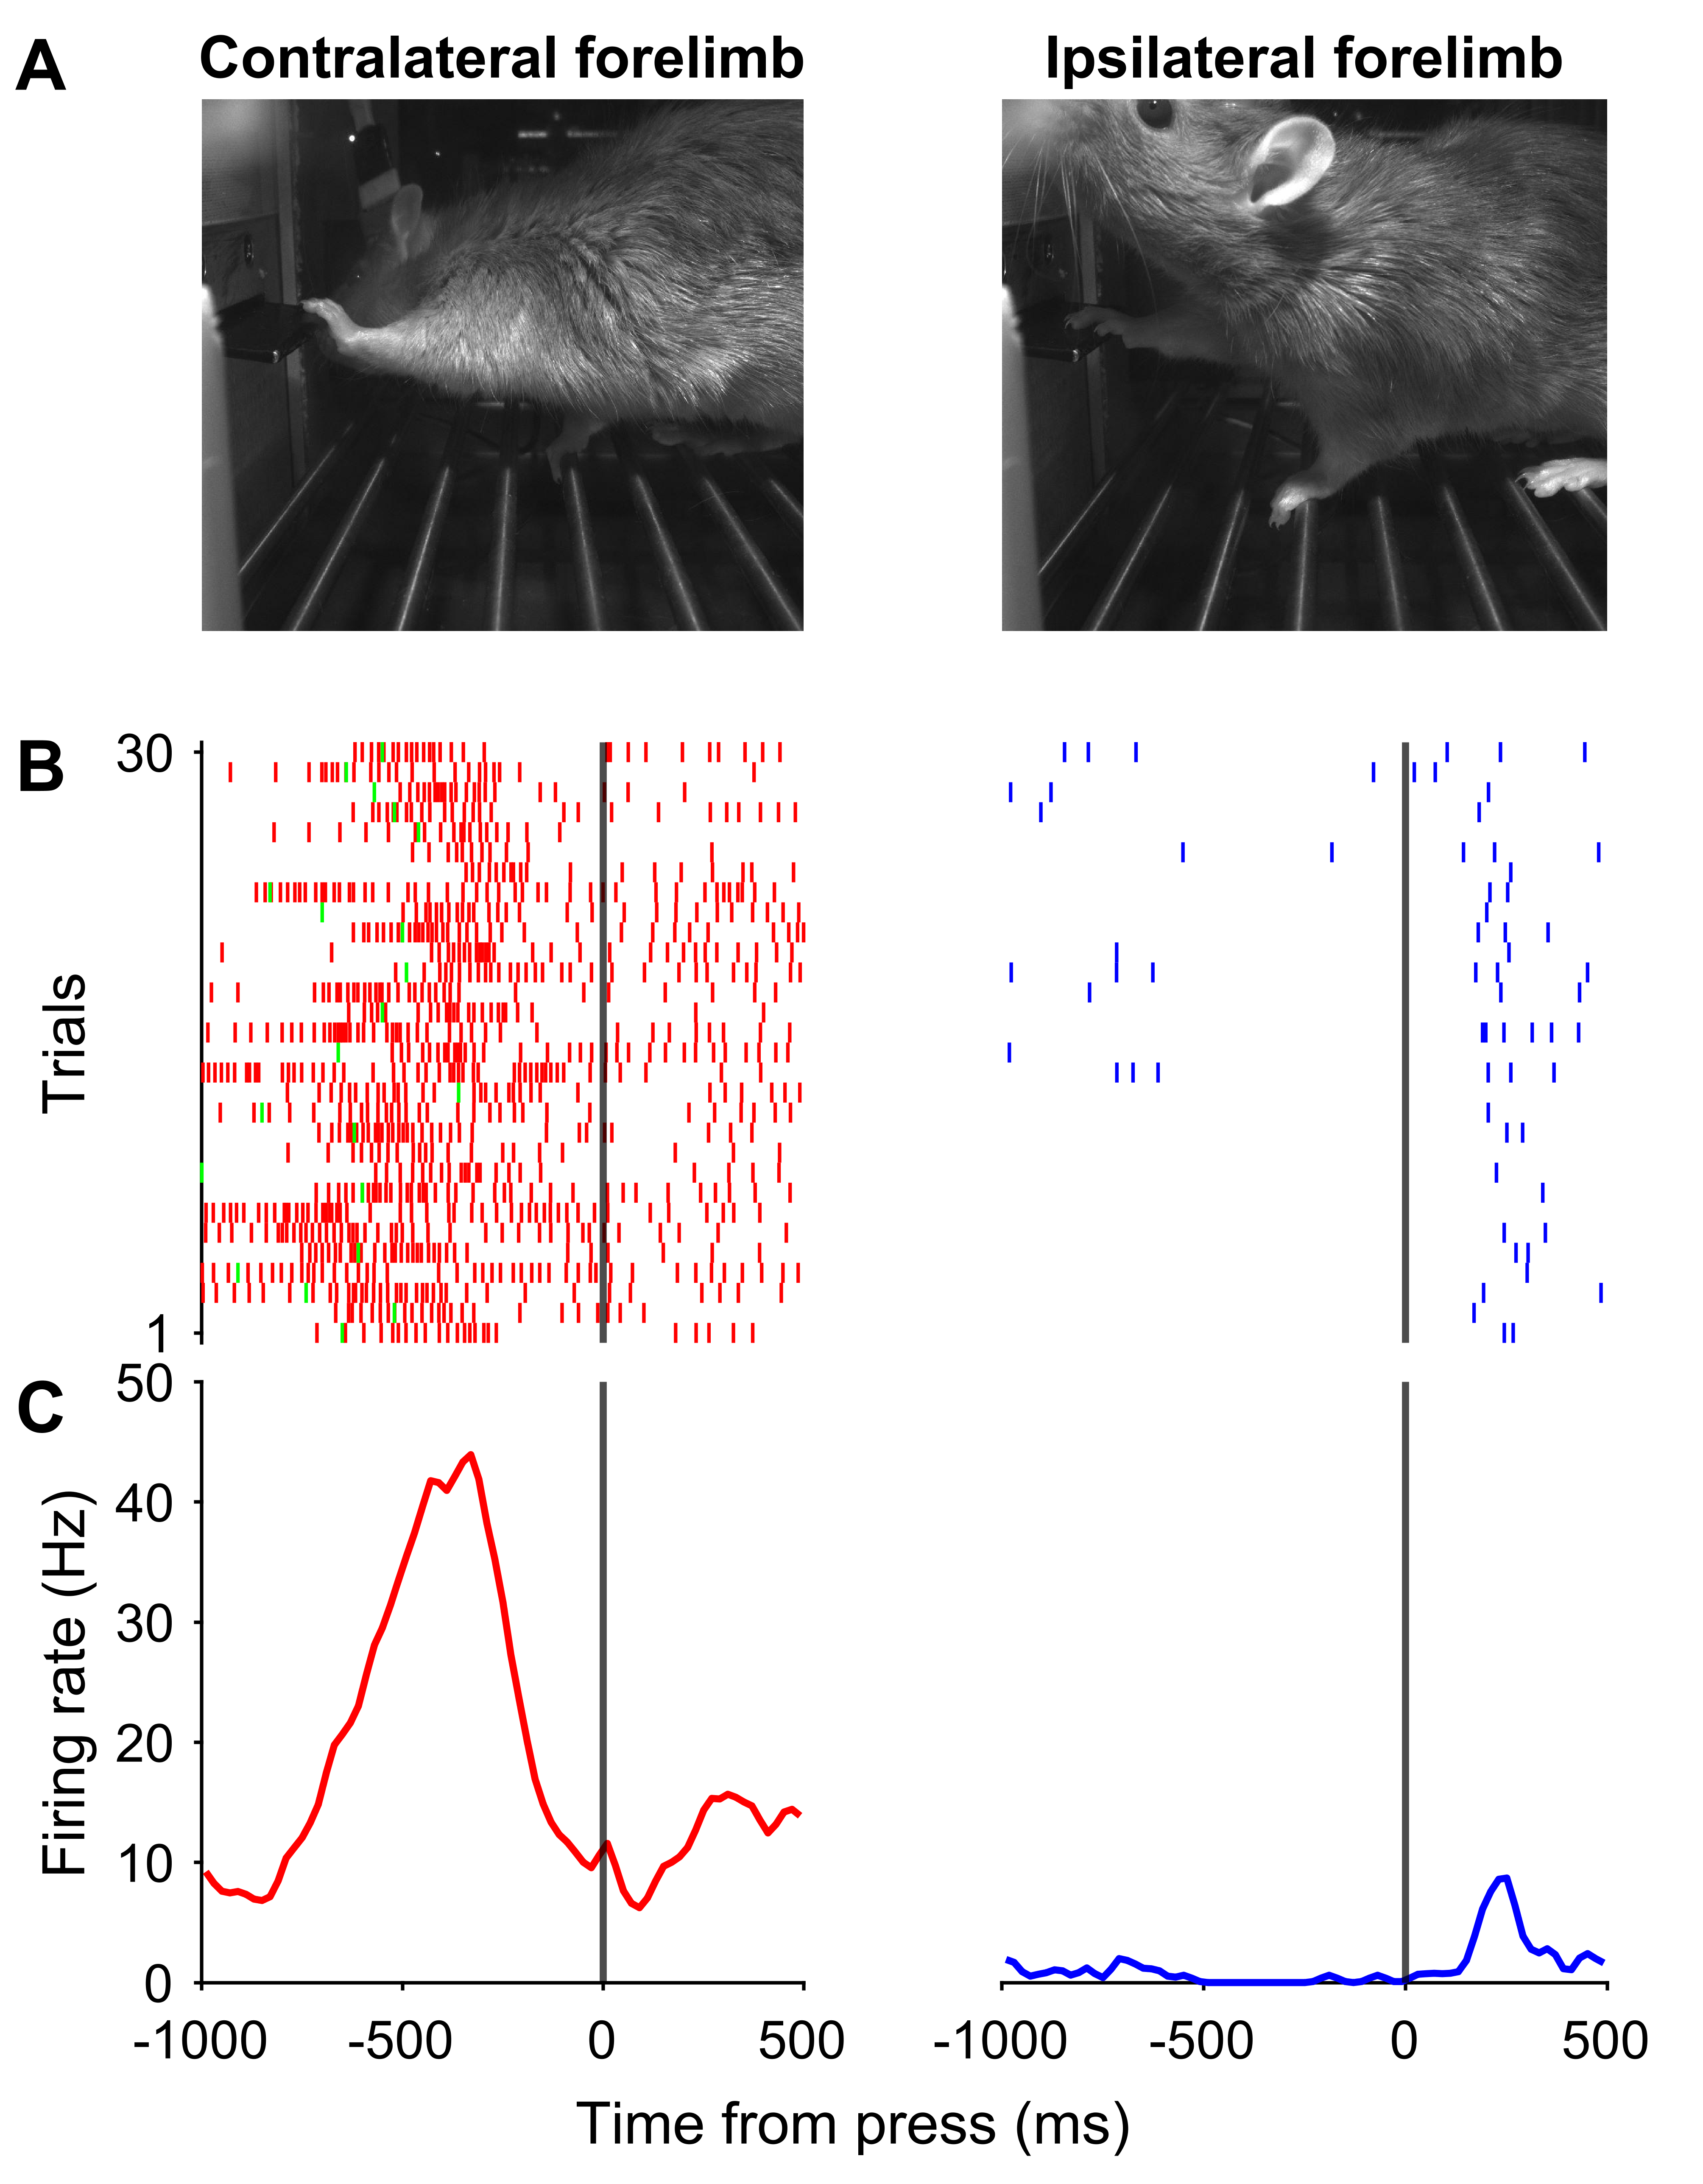 A
Contralateral forelimb
Ipsilateral forelimb
B
30
Trials
1
C
50
40
30
20
10
0
Firing rate (Hz)
-1000
-500
0
500
-1000
-500
0
500
Time from press (ms)